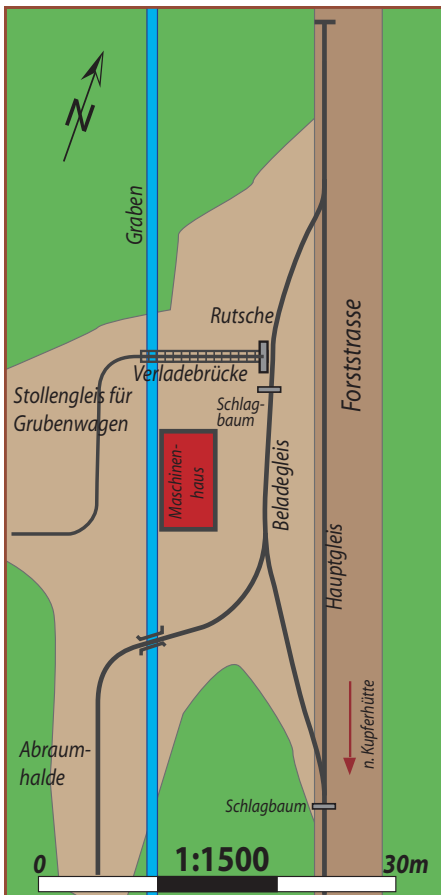 N
Graben
Rutsche
Verladebrücke
Forststrasse
Stollengleis für
Grubenwagen
Schlag-
baum
Maschinen-
haus
Beladegleis
Hauptgleis
n. Kupferhütte
Abraum-
halde
Schlagbaum
0
1:1500
30m